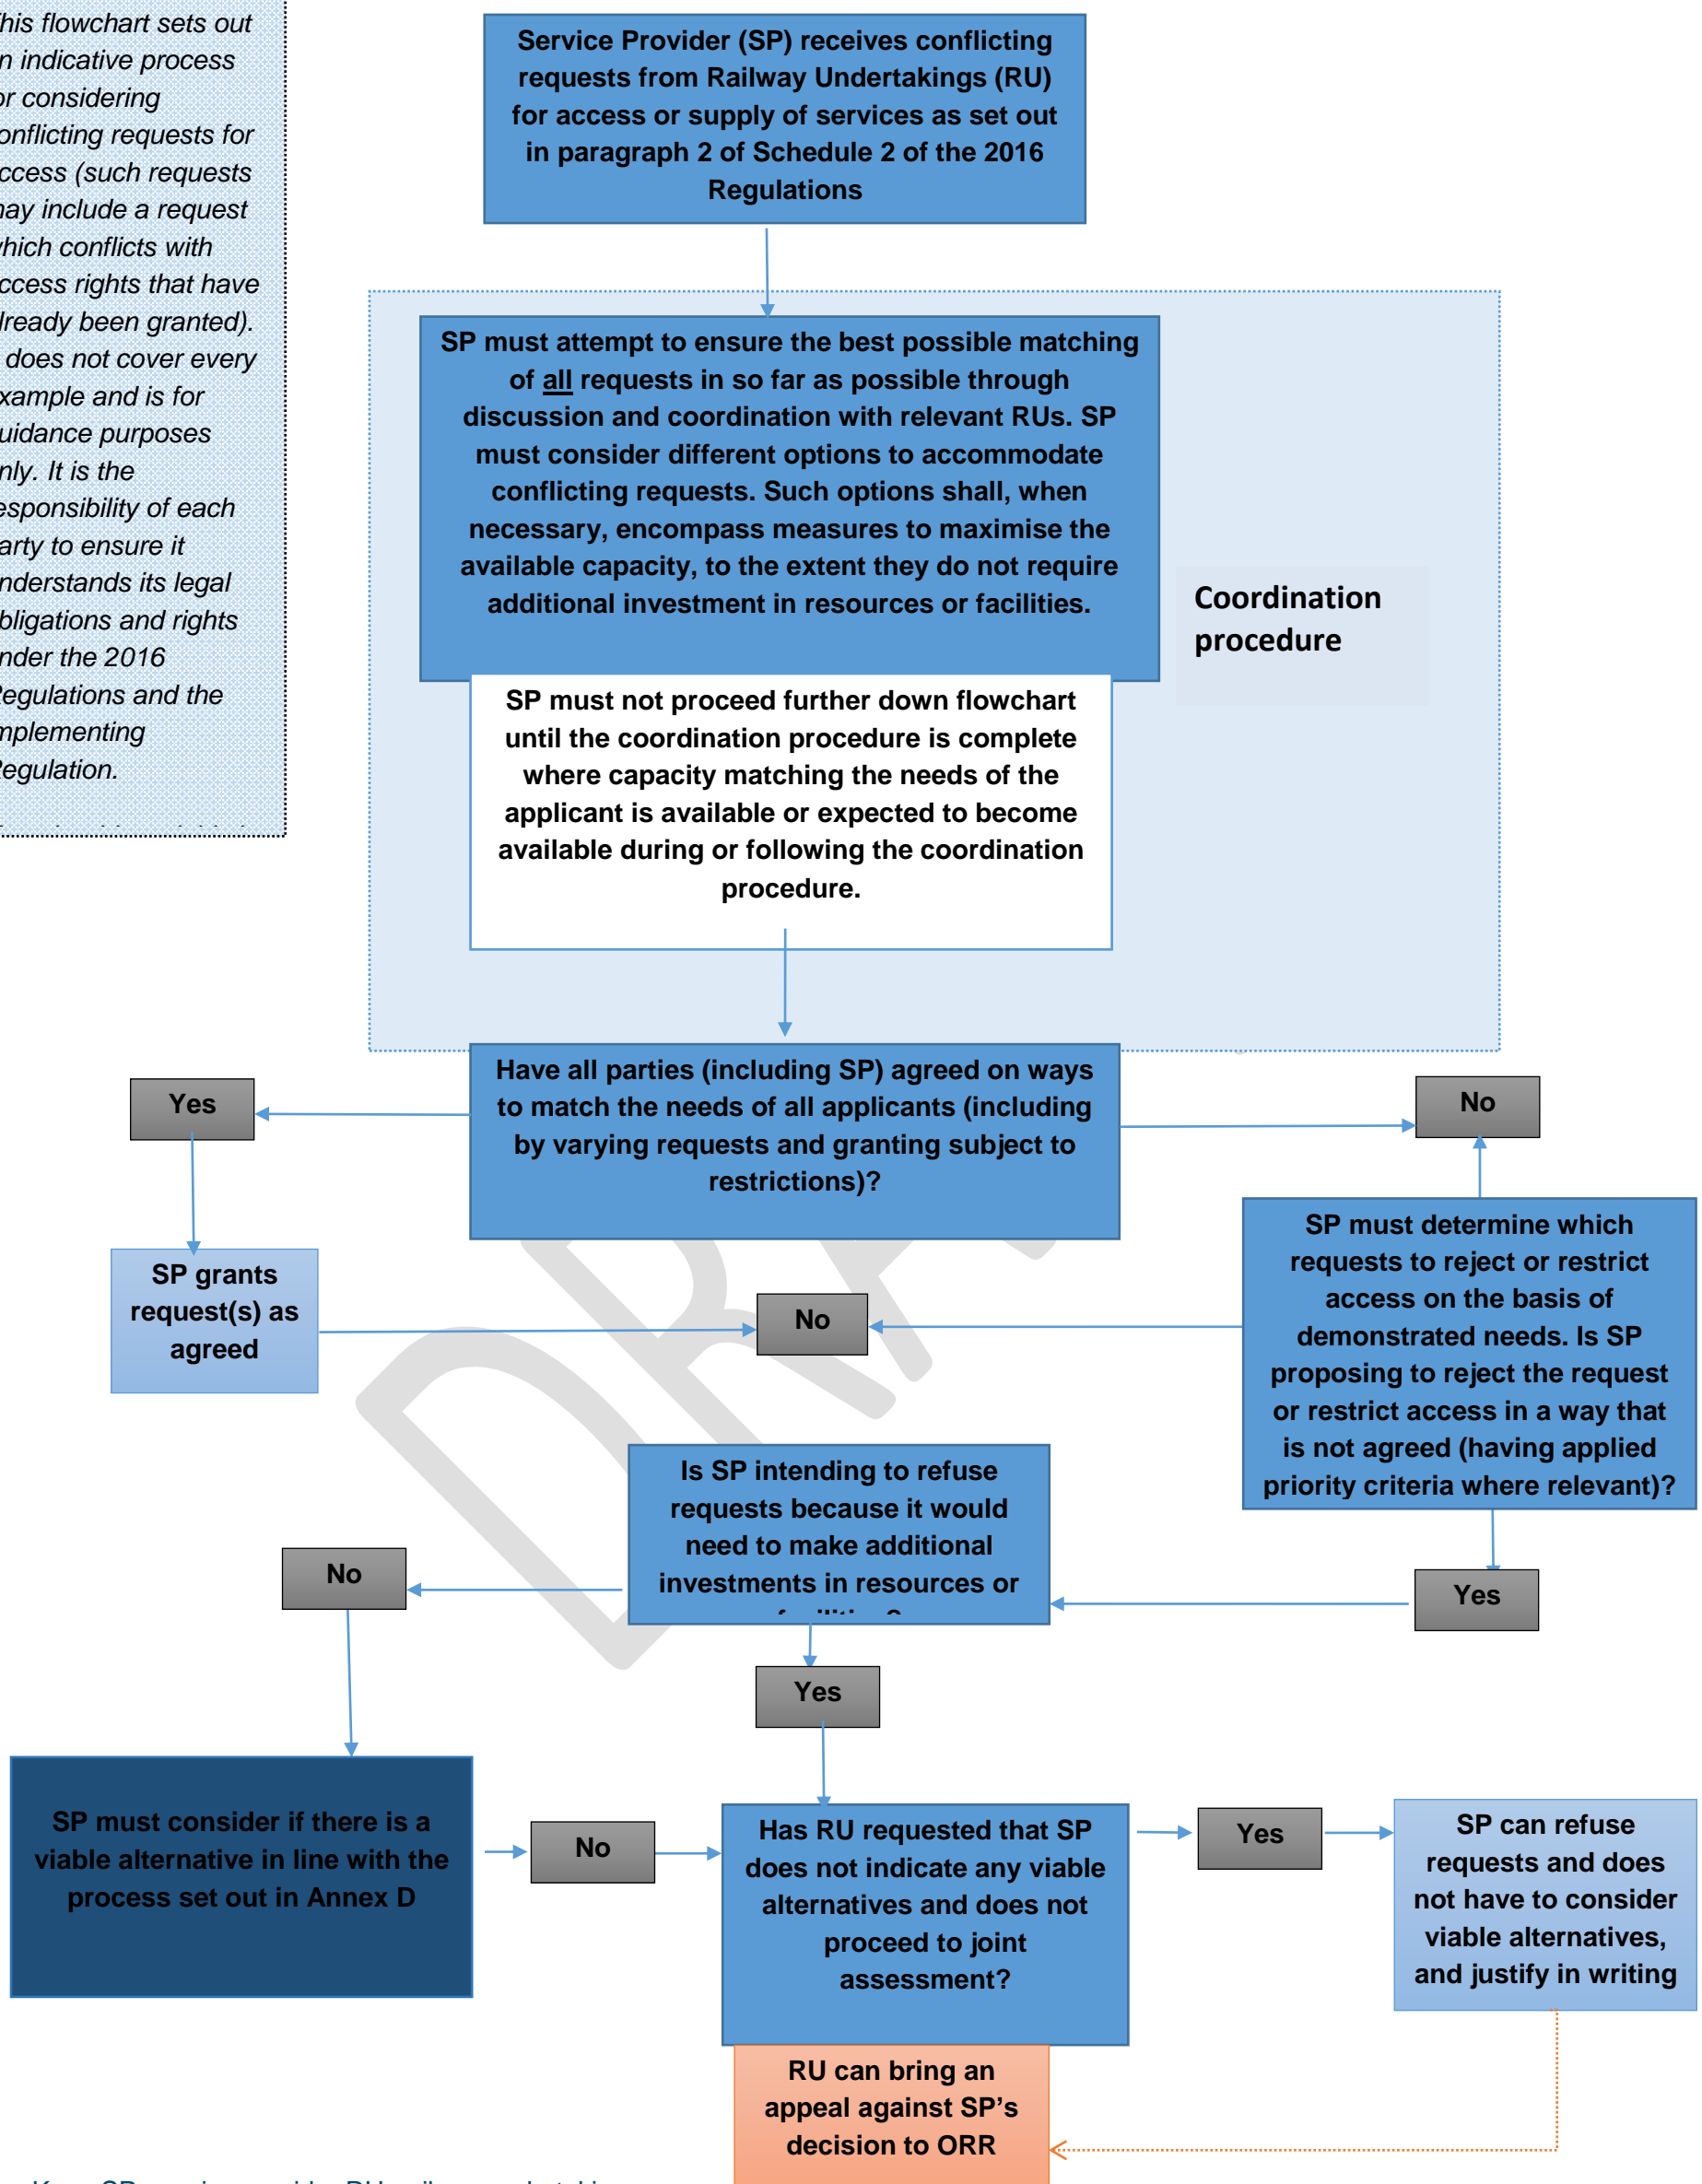 his flowchart sets out
n indicative process
or considering
onflicting requests for
ccess (such requests
may include a request
which conflicts with
ccess rights that have
lready been granted).
does not cover every
xample and is for
uidance purposes
nly. It is the
esponsibility of each
arty to ensure it
nderstands its legal
bligations and rights
nder the 2016
Regulations and the
mplementing
Regulation.
Service Provider (SP) receives conflicting
requests from Railway Undertakings (RU)
for access or supply of services as set out
in paragraph 2 of Schedule 2 of the 2016
Regulations
SP must attempt to ensure the best possible matching
of all requests in so far as possible through
discussion and coordination with relevant RUs. SP
must consider different options to accommodate
conflicting requests. Such options shall, when
necessary, encompass measures to maximise the
available capacity, to the extent they do not require
additional investment in resources or facilities.
Coordination
procedure
SP must not proceed further down flowchart
until the coordination procedure is complete
where capacity matching the needs of the
applicant is available or expected to become
available during or following the coordination
procedure.
Have all parties (including SP) agreed on ways
to match the needs of all applicants (including
by varying requests and granting subject to
restrictions)?
Yes
No
SP grants
request(s) as
agreed
No
SP must determine which
requests to reject or restrict
access on the basis of
demonstrated needs. Is SP
proposing to reject the request
or restrict access in a way that
is not agreed (having applied
priority criteria where relevant)?
Is SP intending to refuse
requests because it would
need to make additional
investments in resources or
No
Yes
Yes
SP must consider if there is a
viable alternative in line with the
process set out in Annex D
No
Has RU requested that SP
does not indicate any viable
alternatives and does not
proceed to joint
assessment?
Yes
SP can refuse
requests and does
not have to consider
viable alternatives,
and justify in writing
RU can bring an
appeal against SP's
decision to ORR
DRA